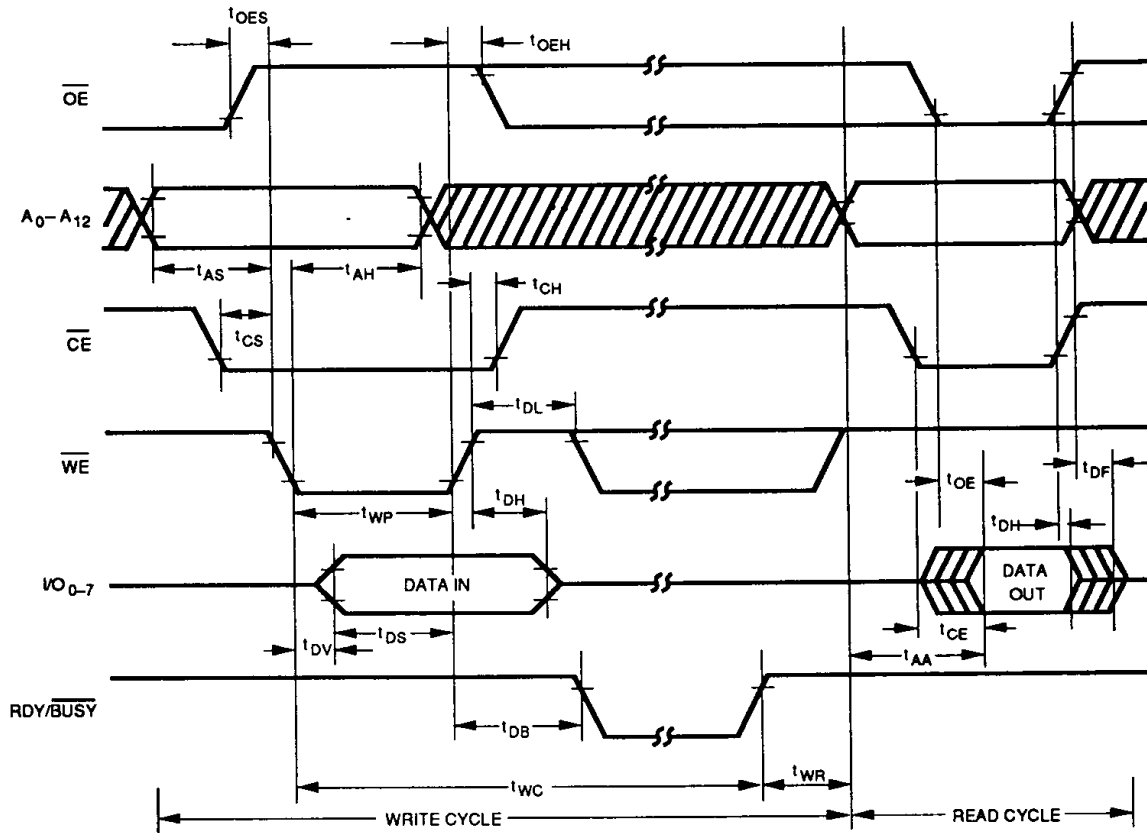 tOES
tOEH
OE
A0–A12
tAS
tAH
tCH
tCS
CE
tDL
WE
tOE
tDF
tWP
tDH
tDH
I/O0–7
DATA IN
DATA
OUT
tDV
tDS
tCE
tAA
RDY/BUSY
tDB
tWC
tWR
WRITE CYCLE
READ CYCLE